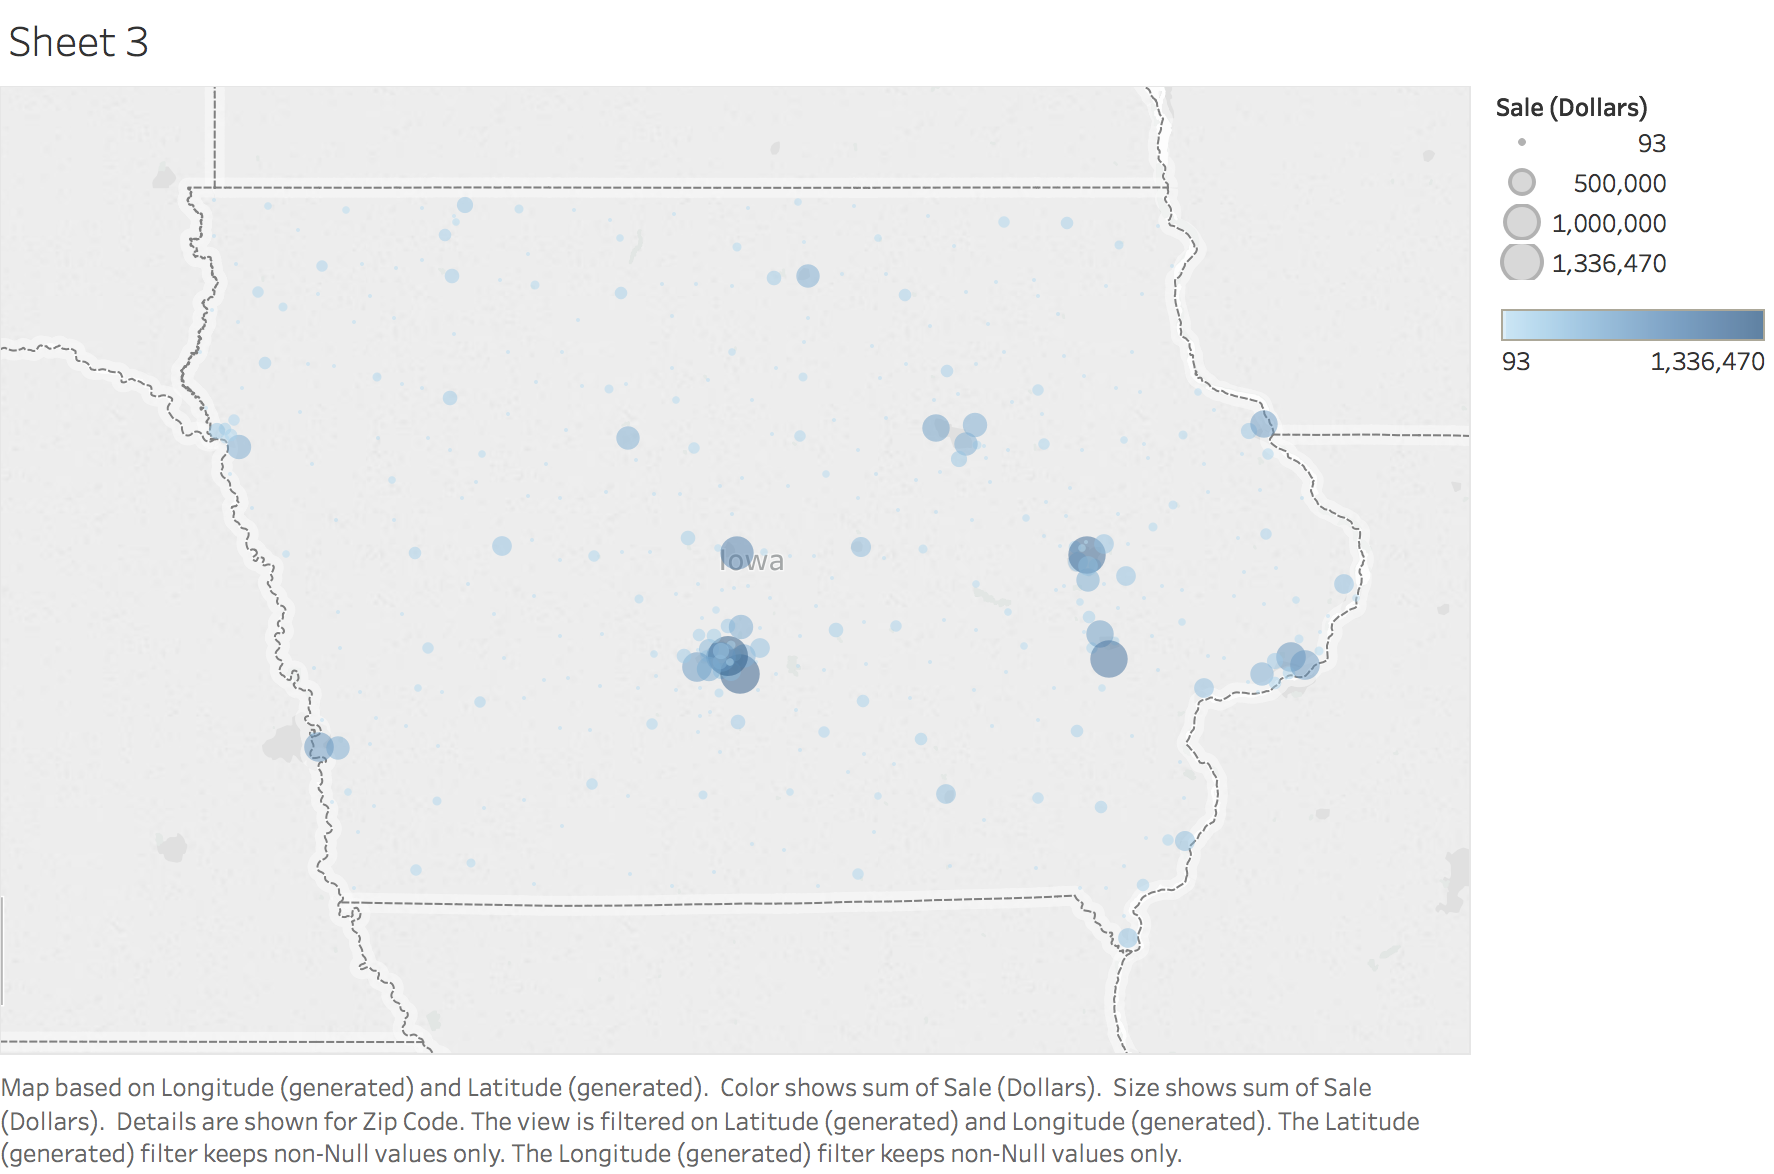 Sheet 3
Iowa
Sale (Dollars)
93
500,000
1,000,000
1,336,470
93 1,336,470
Map based on Longitude (generated) and Latitude (generated).  Color shows sum of Sale (Dollars).  Size shows sum of Sale
(Dollars).  Details are shown for Zip Code. The view is filtered on Latitude (generated) and Longitude (generated). The Latitude
(generated) filter keeps non-Null values only. The Longitude (generated) filter keeps non-Null values only.